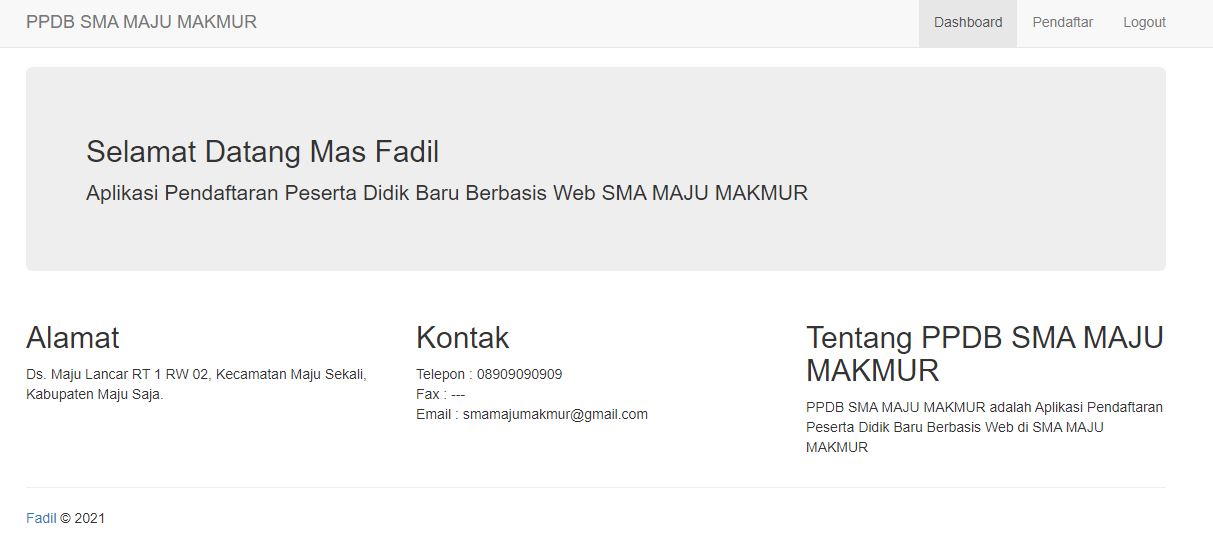 PPDB SMA MAJU MAKMUR
Dashboard
Pendaftar
Logout
Selamat Datang Mas Fadil
Aplikasi Pendaftaran Peserta Didik Baru Berbasis Web SMA MAJU MAKMUR
Alamat
Ds. Maju Lancar RT 1 RW 02, Kecamatan Maju Sekali,
Kabupaten Maju Saja.
Kontak
Telepon : 08909090909
Fax : ---
Email : smamajumakmur@gmail.com
Tentang PPDB SMA MAJU
MAKMUR
PPDB SMA MAJU MAKMUR adalah Aplikasi Pendaftaran
Peserta Didik Baru Berbasis Web di SMA MAJU
MAKMUR
Fadil © 2021